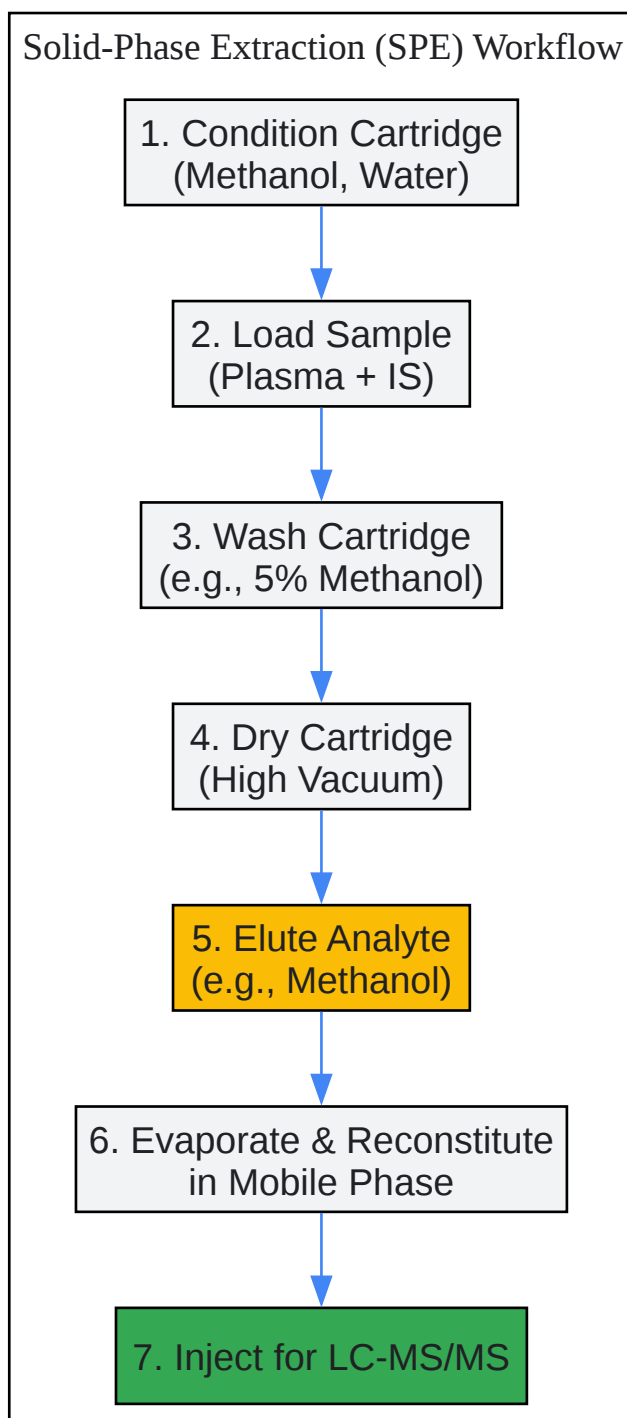 Solid-Phase Extraction (SPE) Workflow
1. Condition Cartridge
(Methanol, Water)
2. Load Sample
(Plasma + IS)
3. Wash Cartridge
(e.g., 5% Methanol)
4. Dry Cartridge
(High Vacuum)
5. Elute Analyte
(e.g., Methanol)
6. Evaporate & Reconstitute
in Mobile Phase
7. Inject for LC-MS/MS